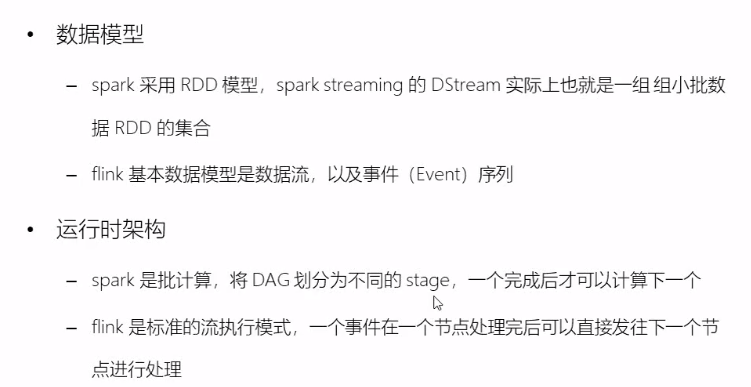 • 数据模型
– spark 采用 RDD 模型，spark streaming 的 DStream 实际上也就是一组 组小批数
据 RDD 的集合
– flink 基本数据模型是数据流，以及事件（Event）序列
• 运行时架构
– spark 是批计算，将 DAG 划分为不同的 stage，一个完成后才可以计算下一个
– flink 是标准的流执行模式，一个事件在一个节点处理完后可以直接发往下一个节
点进行处理